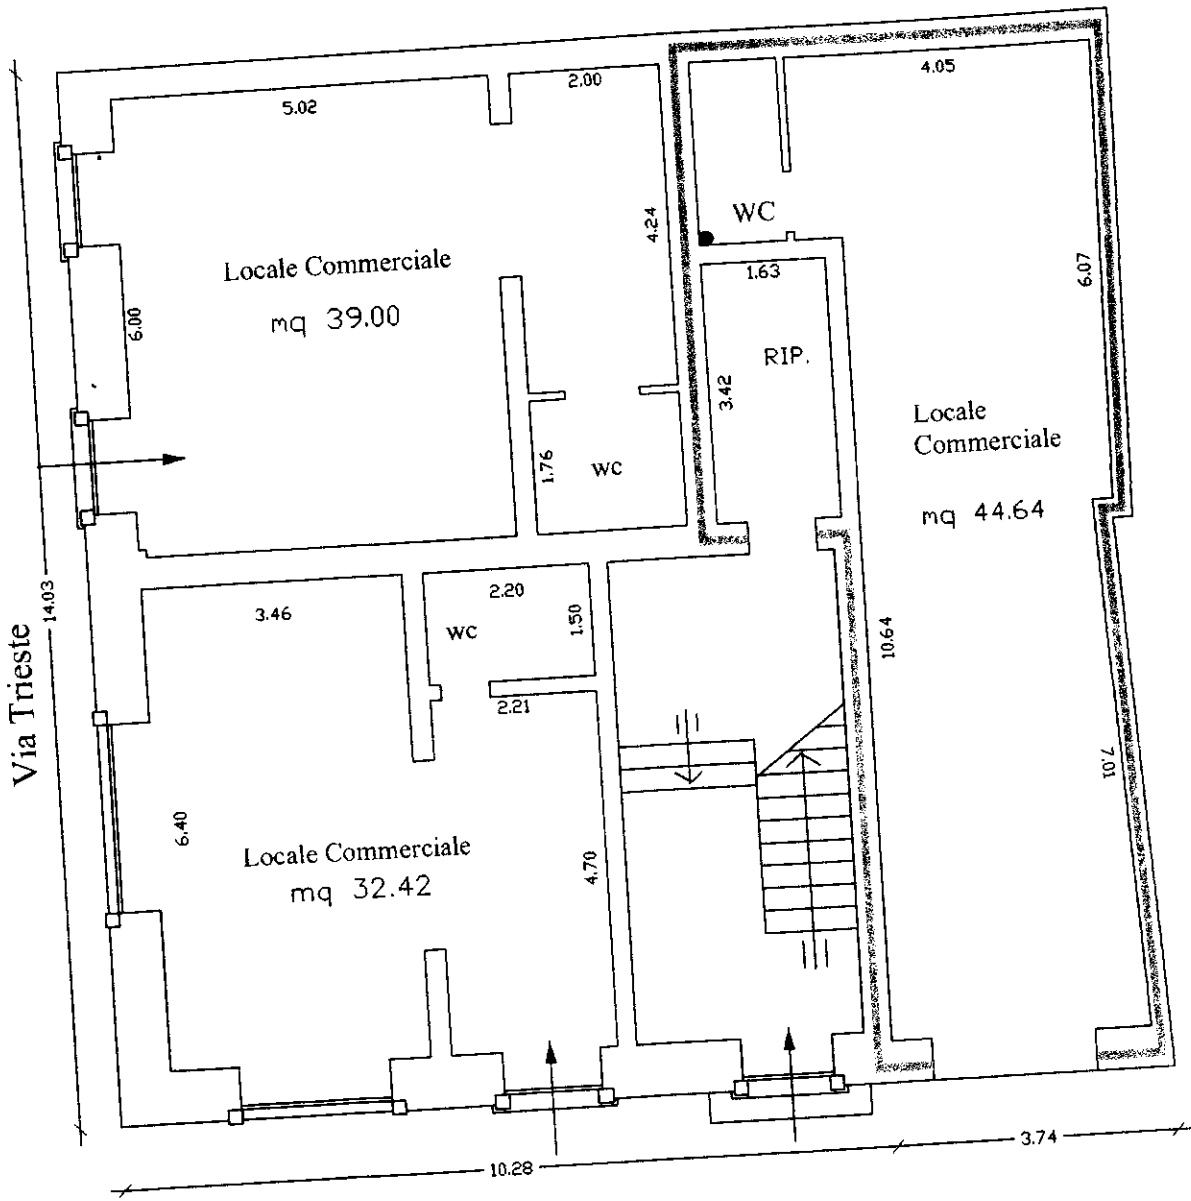 4.05
2.00
5.02
WC
4.24
Locale Commerciale
1.63
6.07
mq 39.00
6.00
RIP.
3.42
Locale
Commerciale
1.76
WC
mq 44.64
Via Trieste
14.03
3.46
2.20
WC
1.50
10.64
2.21
7.01
6.40
Locale Commerciale
mq 32.42
4.70
10.28
3.74